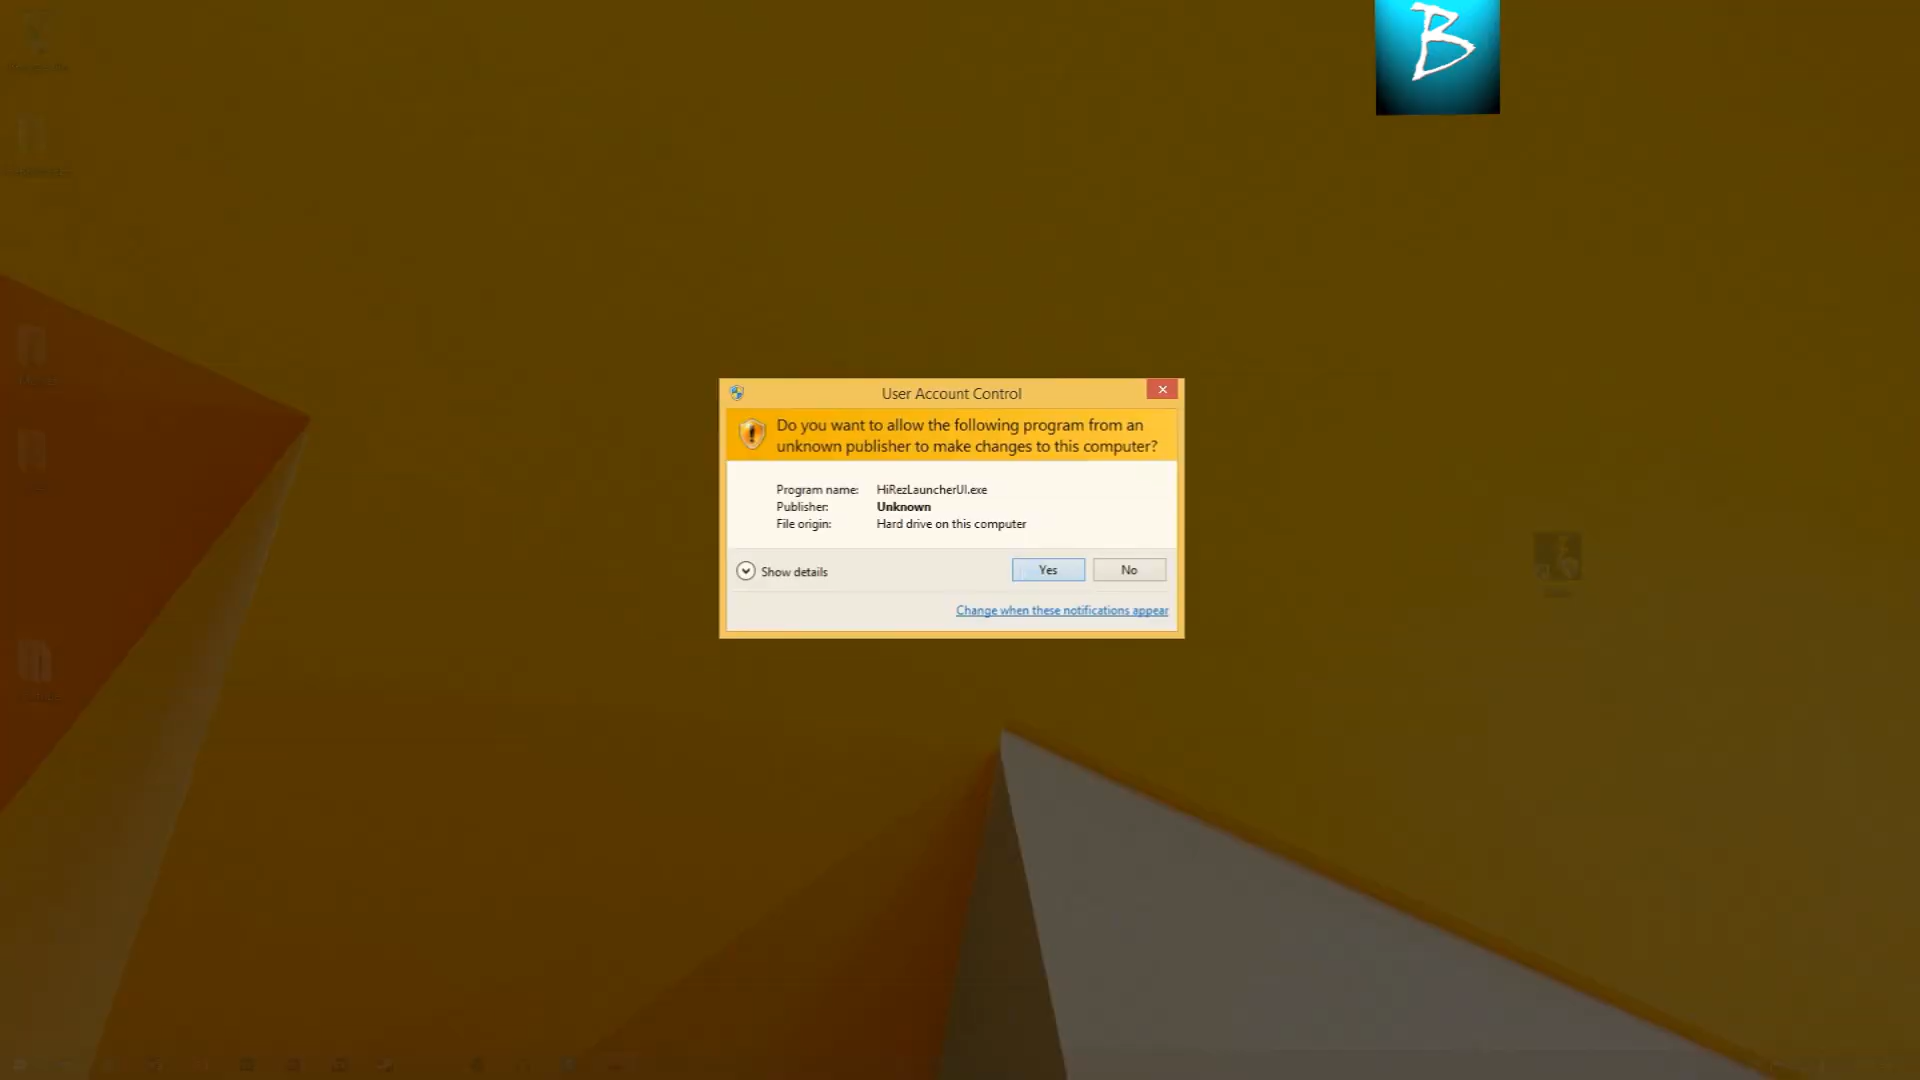 B
User Account Control
Do you want to allow the following program from an
unknown publisher to make changes to this computer?
Program name: HiRezLauncherUI.exe
Publisher: Unknown
File origin: Hard drive on this computer
Show details
Yes
No
Change when these notifications appear